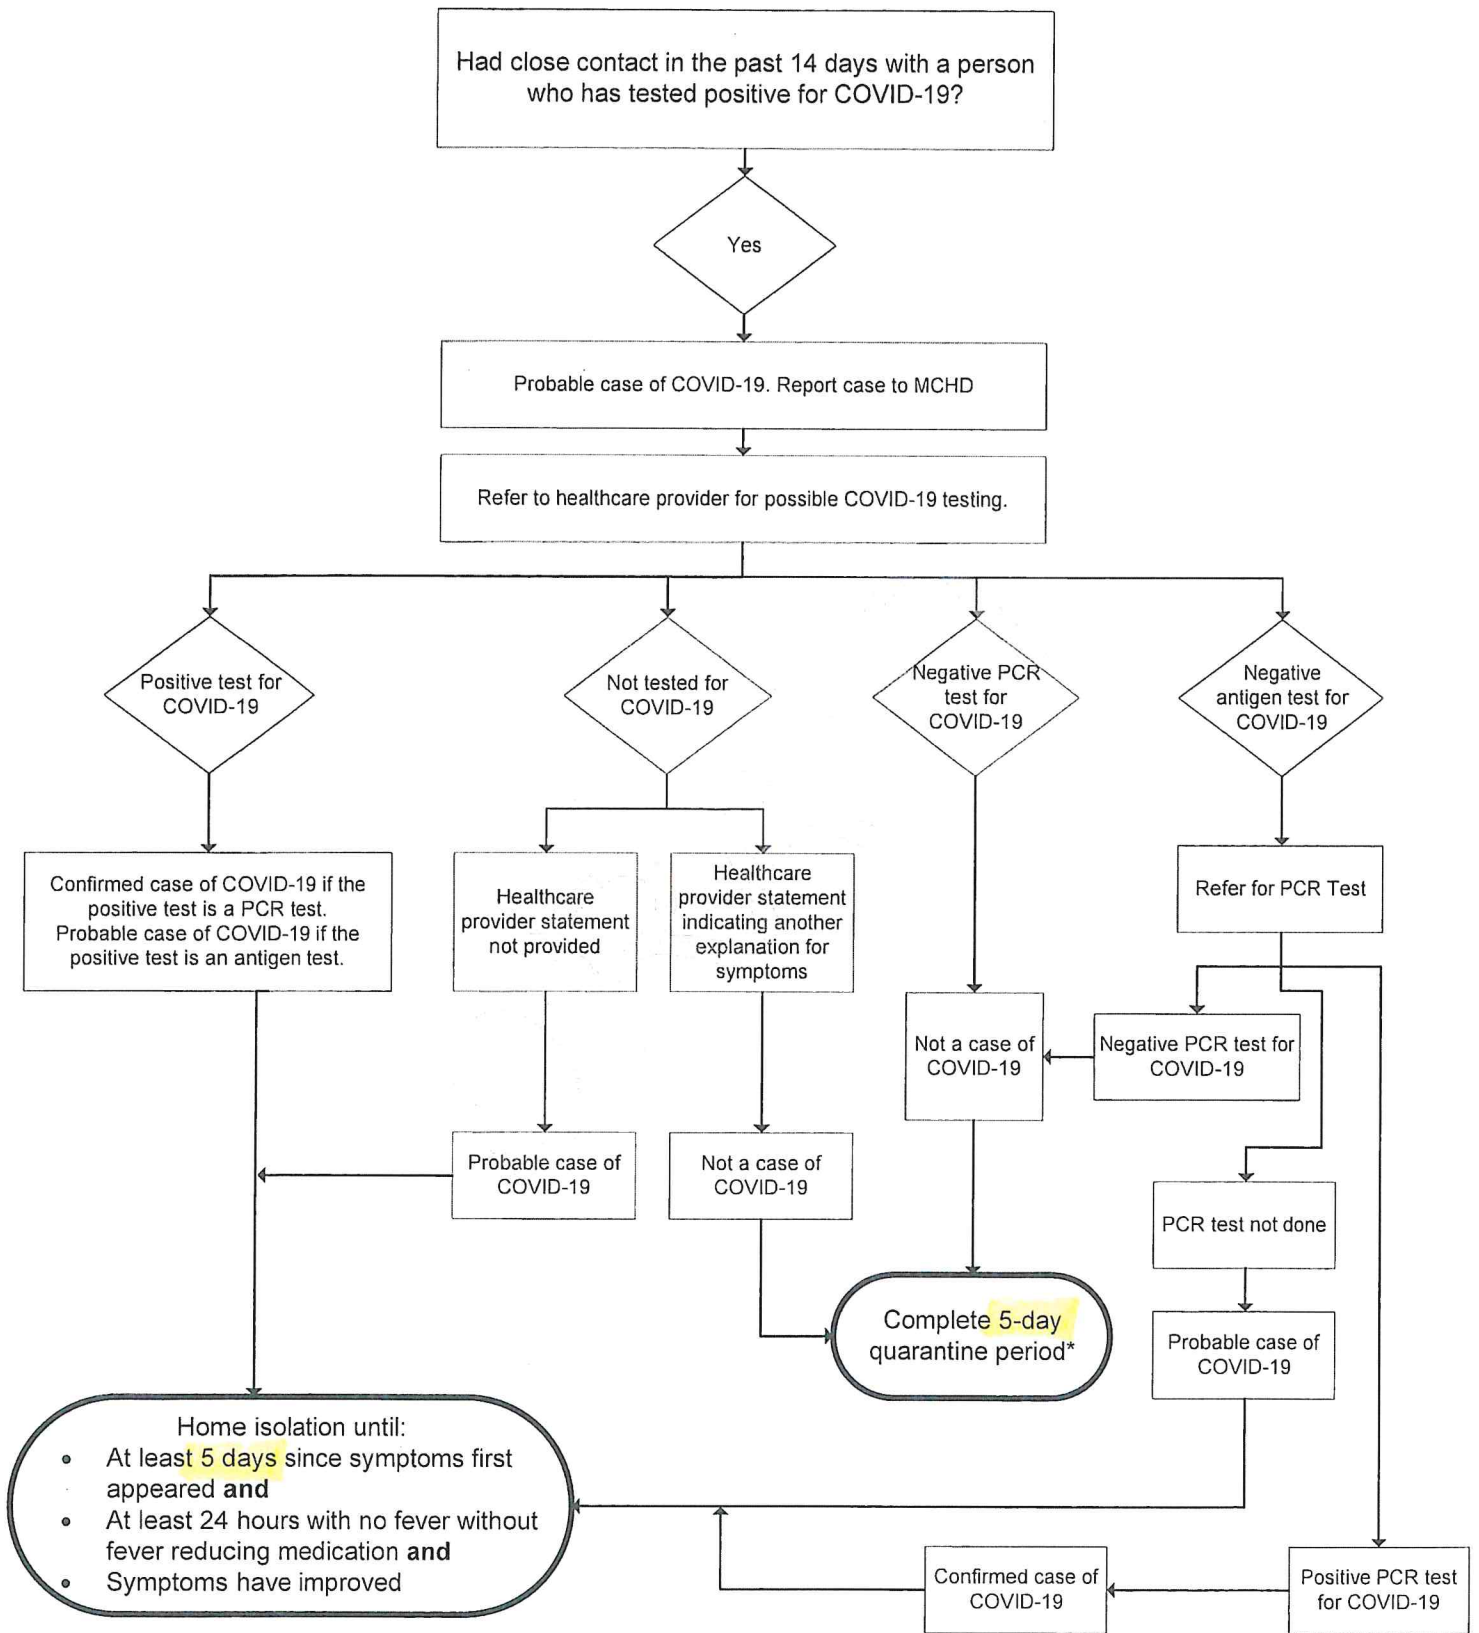 Had close contact in the past 14 days with a person
who has tested positive for COVID-19?
Yes
Probable case of COVID-19. Report case to MCHD
Refer to healthcare provider for possible COVID-19 testing.
Positive test for
COVID-19
Not tested for
COVID-19
Negative PCR
test for
COVID-19
Negative
antigen test for
COVID-19
Confirmed case of COVID-19 if the
positive test is a PCR test.
Probable case of COVID-19 if the
positive test is an antigen test.
Healthcare
provider statement
not provided
Healthcare
provider statement
indicating another
explanation for
symptoms
Refer for PCR Test
Not a case of
COVID-19
Negative PCR test for
COVID-19
Probable case of
COVID-19
Not a case of
COVID-19
PCR test not done
Complete 5-day
quarantine period*
Probable case of
COVID-19
Home isolation until:
• At least 5 days since symptoms first
appeared and
• At least 24 hours with no fever without
fever reducing medication and
• Symptoms have improved
Confirmed case of
COVID-19
Positive PCR test
for COVID-19